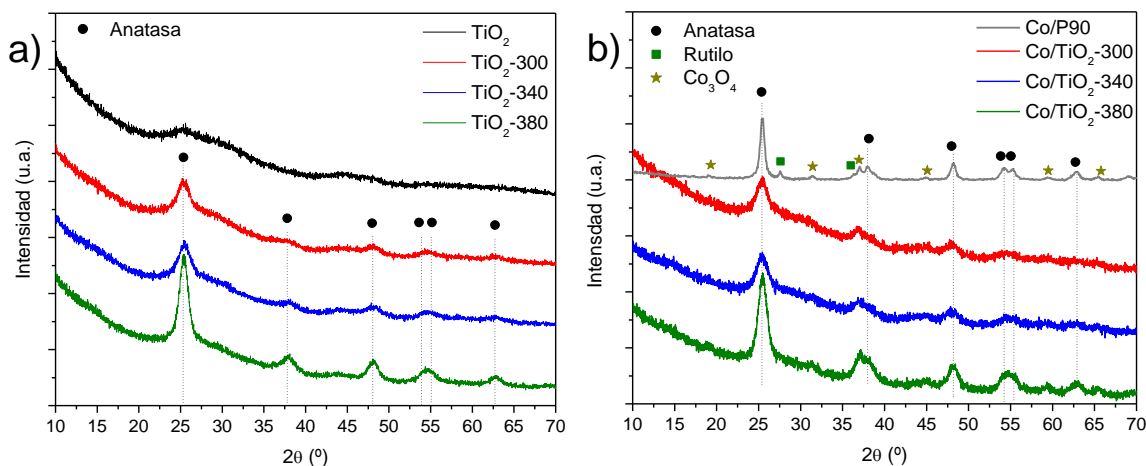 a)
Anatasa
TiO₂
TiO₂-300
TiO₂-340
TiO₂-380
Intensidad (u.a.)
10 15 20 25 30 35 40 45 50 55 60 65 70
2θ (º)
b)
Anatasa
Rutilo
Co₃O₄
Co/P90
Co/TiO₂-300
Co/TiO₂-340
Co/TiO₂-380
Intensdad (u.a.)
10 15 20 25 30 35 40 45 50 55 60 65 70
2θ (º)